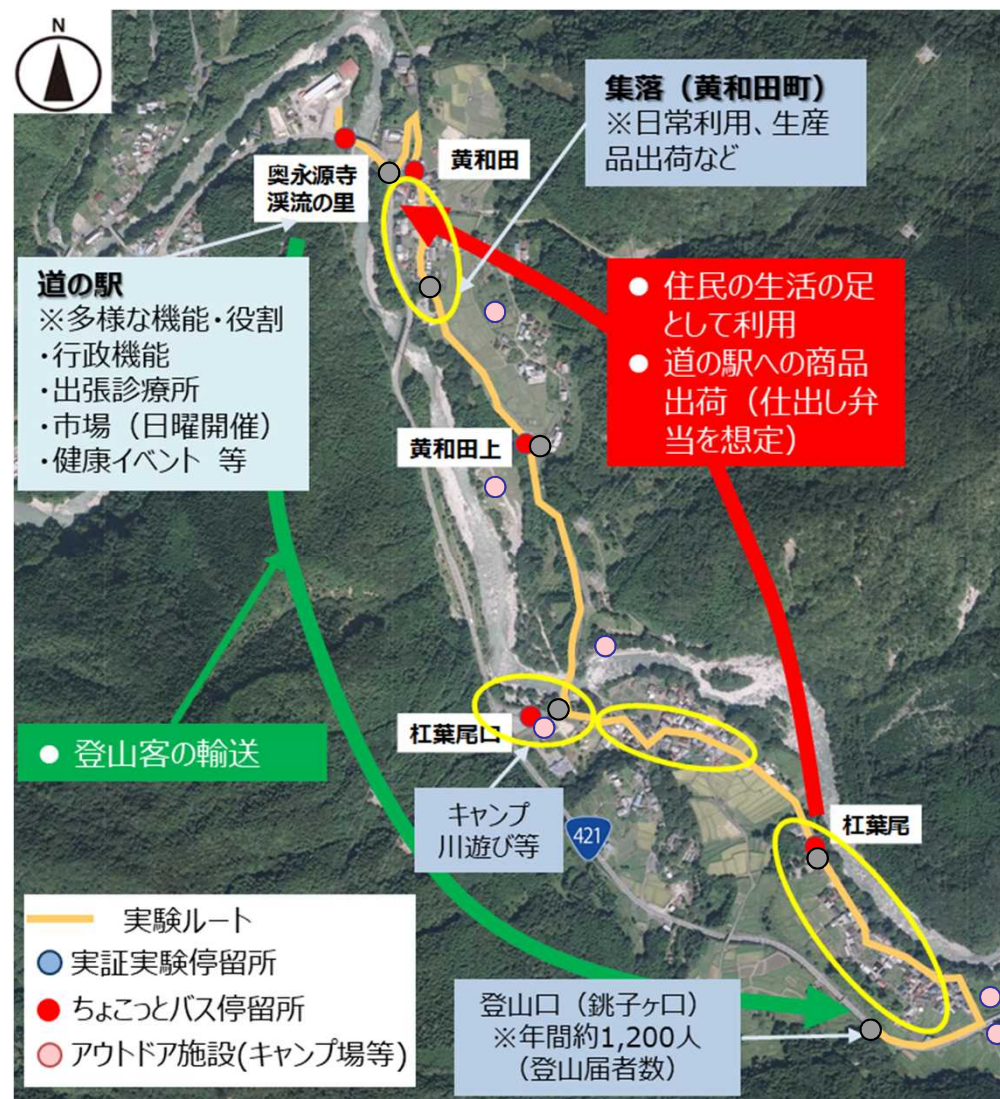 N
集落（黄和田町）
※日常利用、生産
品出荷など
黄和田
奥永源寺
渓流の里
道の駅
※多様な機能・役割
・行政機能
・出張診療所
・市場（日曜開催）
・健康イベント 等
● 住民の生活の足
として利用
● 道の駅への商品
出荷（仕出し弁
当を想定）
黄和田上
杠葉尾口
● 登山客の輸送
キャンプ
川遊び等
421
杠葉尾
実験ルート
実証実験停留所
ちょこっとバス停留所
アウトドア施設(キャンプ場等)
登山口（銚子ヶ口）
※年間約1,200人
（登山届者数）